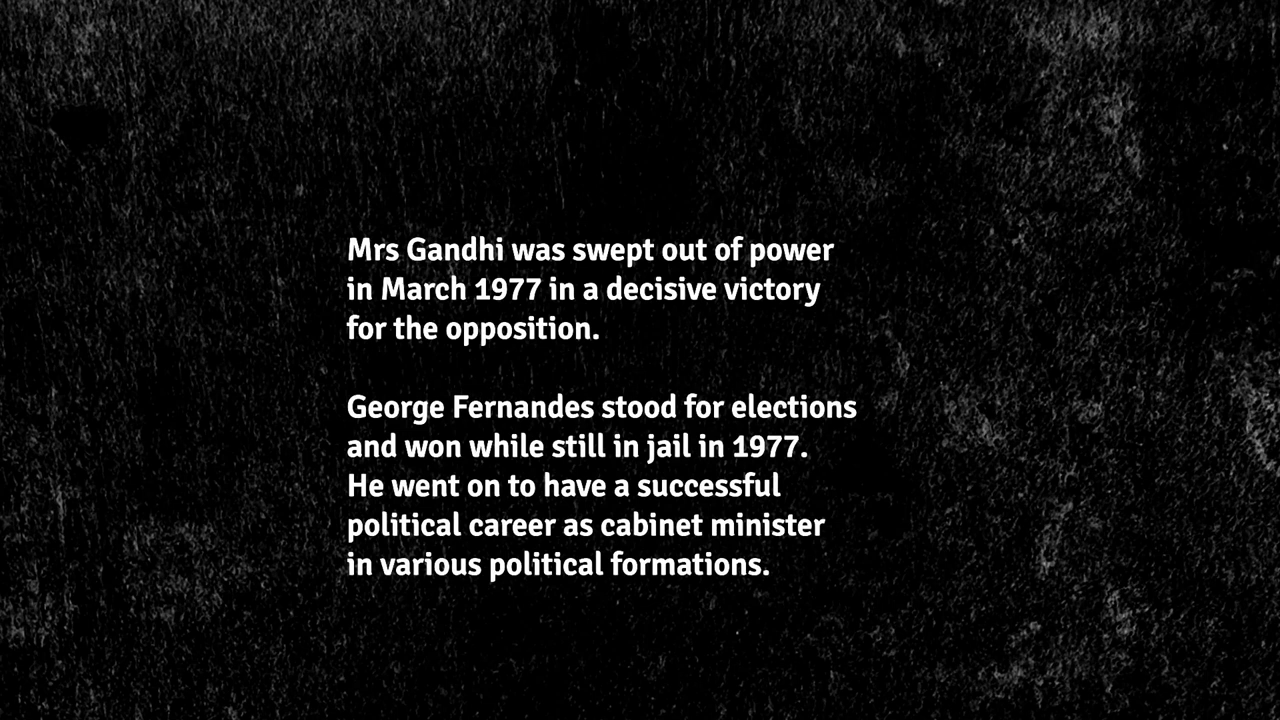 Mrs Gandhi was swept out of power
in March 1977 in a decisive victory
for the opposition.
George Fernandes stood for elections
and won while still in jail in 1977.
He went on to have a successful
political career as cabinet minister
in various political formations.